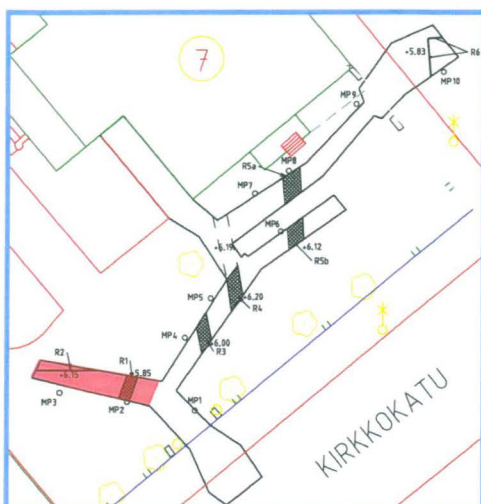 +5.83
R6
7
MP10
MP9
R5a
MP8
MP7
MP6
+6.19
+6.12
R5b
MP5
+6.20
R4
MP4
+6.00
R3
R2
R1
+6.15
+5.85
MP3
MP2
MP1
KIRKKOKATU